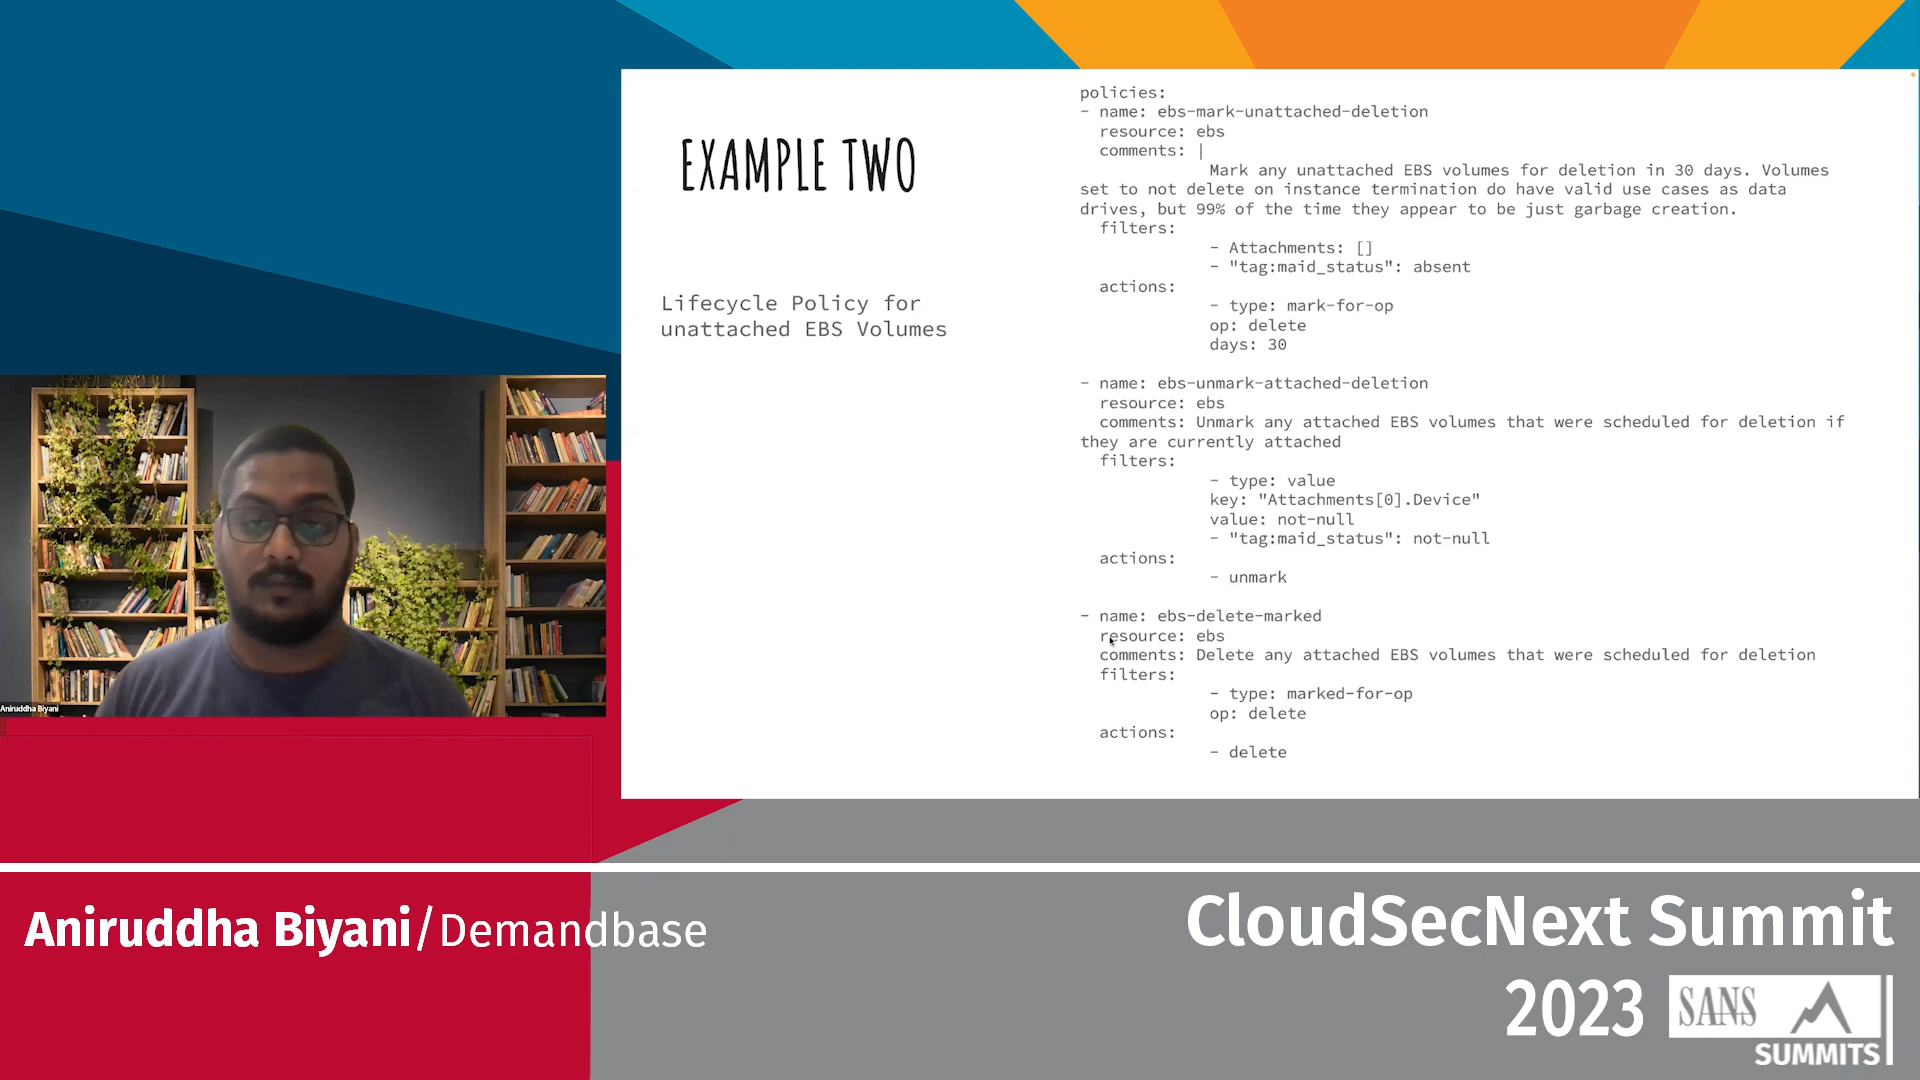 EXAMPLE TWO
Lifecycle Policy for
unattached EBS Volumes
policies:
- name: ebs-mark-unattached-deletion
resource: ebs
comments: |
Mark any unattached EBS volumes for deletion in 30 days. Volumes
set to not delete on instance termination do have valid use cases as data
drives, but 99% of the time they appear to be just garbage creation.
filters:
- Attachments: []
- "tag:maid_status": absent
actions:
- type: mark-for-op
op: delete
days: 30
- name: ebs-unmark-attached-deletion
resource: ebs
comments: Unmark any attached EBS volumes that were scheduled for deletion if
they are currently attached
filters:
- type: value
key: "Attachments[0].Device"
value: not-null
- "tag:maid_status": not-null
actions:
- unmark
- name: ebs-delete-marked
resource: ebs
comments: Delete any attached EBS volumes that were scheduled for deletion
filters:
- type: marked-for-op
op: delete
actions:
- delete
Aniruddha Biyani
Aniruddha Biyani/Demandbase
CloudSecNext Summit
2023
SANS
SUMMITS